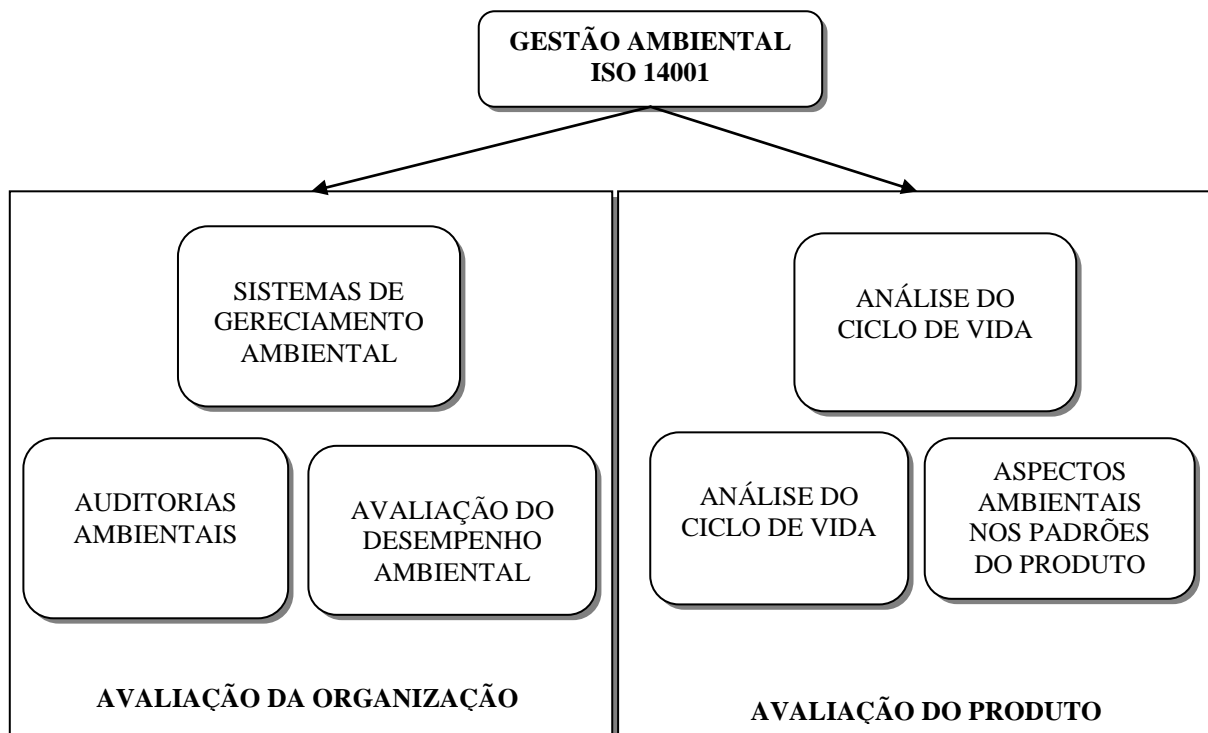 GESTÃO AMBIENTAL
ISO 14001
SISTEMAS DE
GERECIAMENTO
AMBIENTAL
AUDITORIAS
AMBIENTAIS
AVALIAÇÃO DO
DESEMPENHO
AMBIENTAL
AVALIAÇÃO DA ORGANIZAÇÃO
ANÁLISE DO
CICLO DE VIDA
ANÁLISE DO
CICLO DE VIDA
ASPECTOS
AMBIENTAIS
NOS PADRÕES
DO PRODUTO
AVALIAÇÃO DO PRODUTO